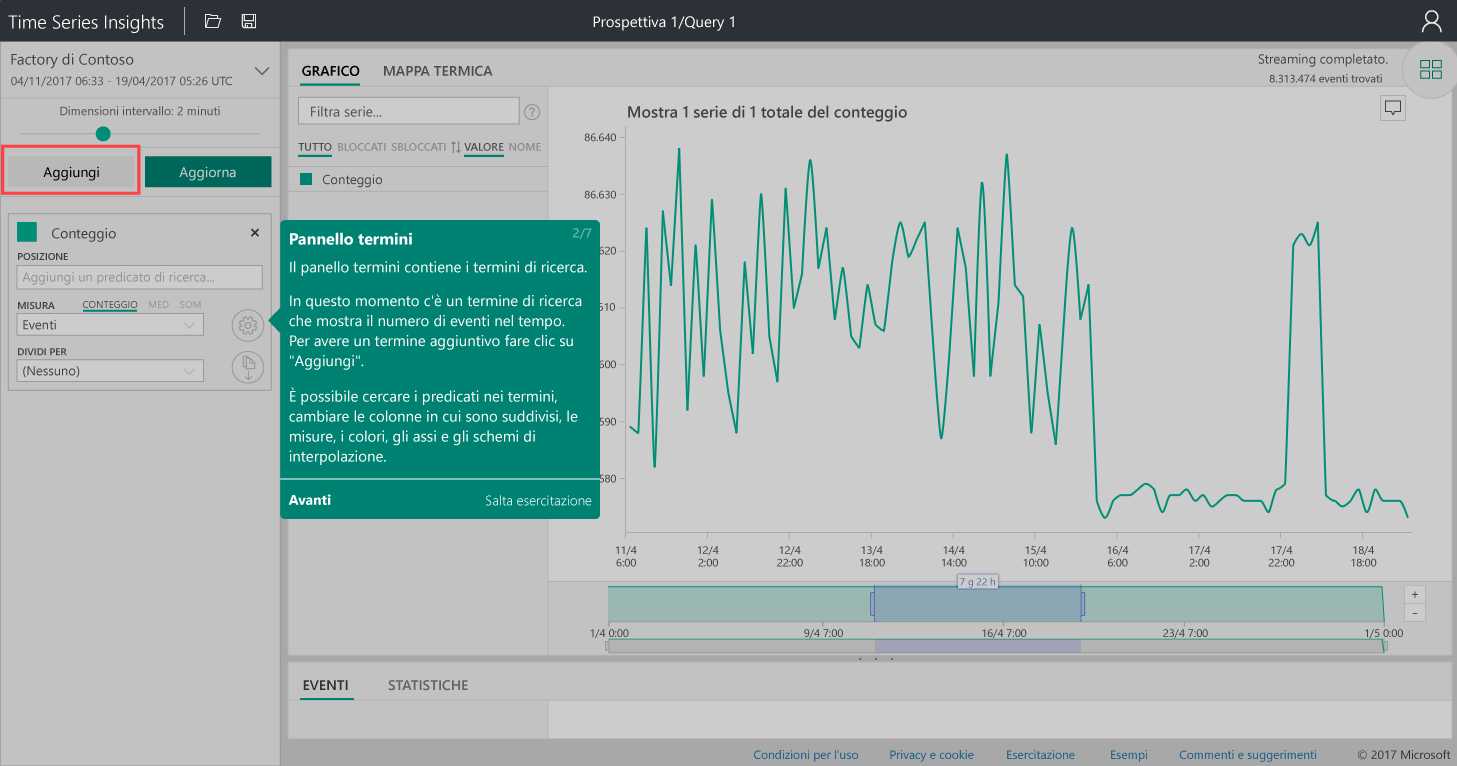 Time Series Insights
Prospettiva 1/Query 1
Factory di Contoso
04/11/2017 06:33 - 19/04/2017 05:26 UTC
Dimensioni intervallo: 2 minuti
Aggiungi
Aggiorna
Conteggio
×
POSIZIONE
Aggiungi un predicato di ricerca...
MISURA CONTEGGIO MED SOM
Eventi
DIVIDI PER
(Nessuno)
GRAFICO MAPPA TERMICA
Streaming completato.
8.313.474 eventi trovati
Filtra serie...
?
TUTTO BLOCCATI SBLOCCATI VALORE NOME
Conteggio
Pannello termini 2/7
Il panello termini contiene i termini di ricerca.
In questo momento c'è un termine di ricerca
che mostra il numero di eventi nel tempo.
Per avere un termine aggiuntivo fare clic su
"Aggiungi".
È possibile cercare i predicati nei termini,
cambiare le colonne in cui sono suddivisi, le
misure, i colori, gli assi e gli schemi di
interpolazione.
Avanti Salta esercitazione
Mostra 1 serie di 1 totale del conteggio
86.640
86.630
620
610
600
590
580
11/4 12/4 12/4 13/4 14/4 15/4 16/4 17/4 17/4 18/4
6:00 2:00 22:00 18:00 14:00 10:00 6:00 2:00 22:00 18:00
7 g 22 h
+
-
1/4 0:00 9/4 7:00 16/4 7:00 23/4 7:00 1/5 0:00
EVENTI STATISTICHE
Condizioni per l'uso Privacy e cookie Esercitazione Esempi Commenti e suggerimenti © 2017 Microsoft